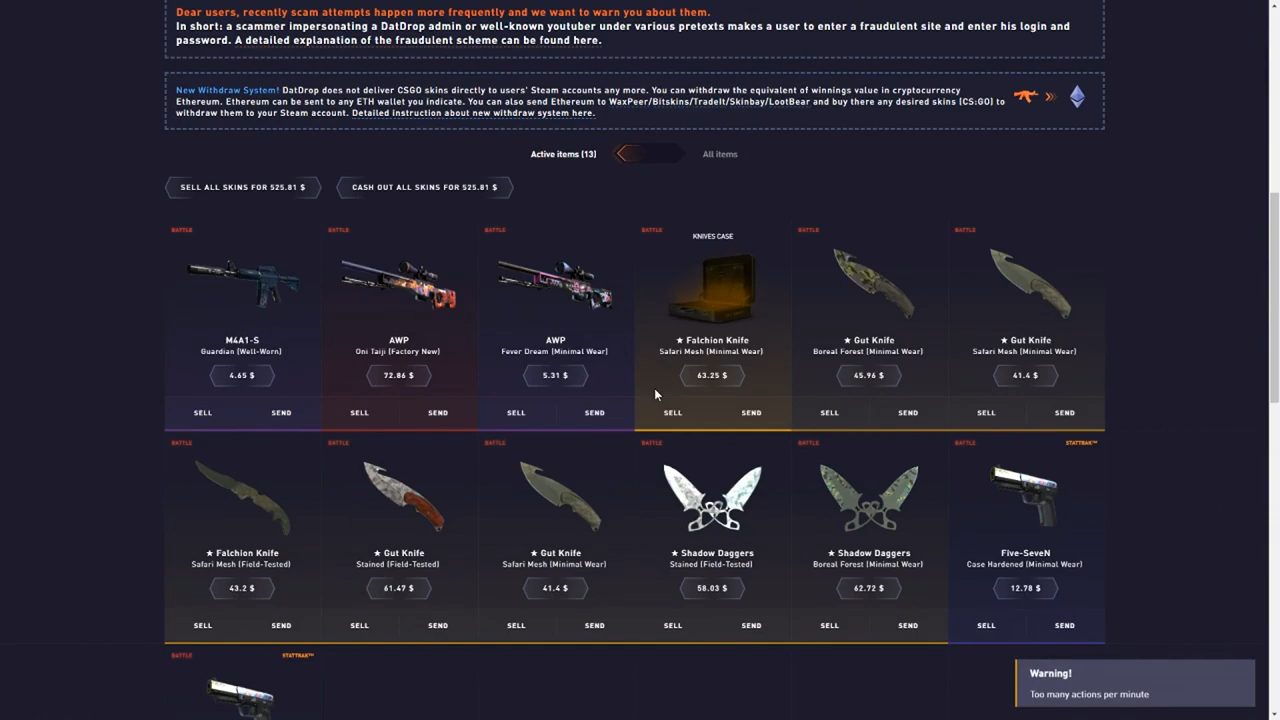 Dear users, recently scam attempts happen more frequently and we want to warn you about them.
In short: a scammer impersonating a DatDrop admin or well-known youtuber under various pretexts makes a user to enter a fraudulent site and enter his login and
password. A detailed explanation of the fraudulent scheme can be found here.
New Withdraw System! DatDrop does not deliver CSGO skins directly to users' Steam accounts any more. You can withdraw the equivalent of winnings value in cryptocurrency
Ethereum. Ethereum can be sent to any ETH wallet you indicate. You can also send Ethereum to WaxPeer/Bitskins/TradeIt/Skinbay/LootBear and buy there any desired skins (CS:GO) to
withdraw them to your Steam account. Detailed instruction about new withdraw system here.
Active items (13) All items
SELL ALL SKINS FOR 525.81 $ CASH OUT ALL SKINS FOR 525.81 $
BATTLE BATTLE BATTLE BATTLE KNIVES CASE BATTLE BATTLE
M4A1-S AWP AWP ★ Falchion Knife ★ Gut Knife ★ Gut Knife
Guardian (Well-Worn) Oni Taiji (Factory New) Fever Dream (Minimal Wear) Safari Mesh (Minimal Wear) Boreal Forest (Minimal Wear) Safari Mesh (Minimal Wear)
4.65 $ 72.86 $ 5.31 $ 63.25 $ 45.96 $ 41.4 $
SELL SEND SELL SEND SELL SEND SELL SEND SELL SEND SELL SEND
BATTLE BATTLE BATTLE BATTLE BATTLE BATTLE STATTRAK™
★ Falchion Knife ★ Gut Knife ★ Gut Knife ★ Shadow Daggers ★ Shadow Daggers Five-SeveN
Safari Mesh (Field-Tested) Stained (Field-Tested) Safari Mesh (Minimal Wear) Stained (Field-Tested) Boreal Forest (Minimal Wear) Case Hardened (Minimal Wear)
43.2 $ 61.47 $ 41.4 $ 58.03 $ 62.72 $ 12.78 $
SELL SEND SELL SEND SELL SEND SELL SEND SELL SEND SELL SEND
BATTLE STATTRAK™
Warning!
Too many actions per minute